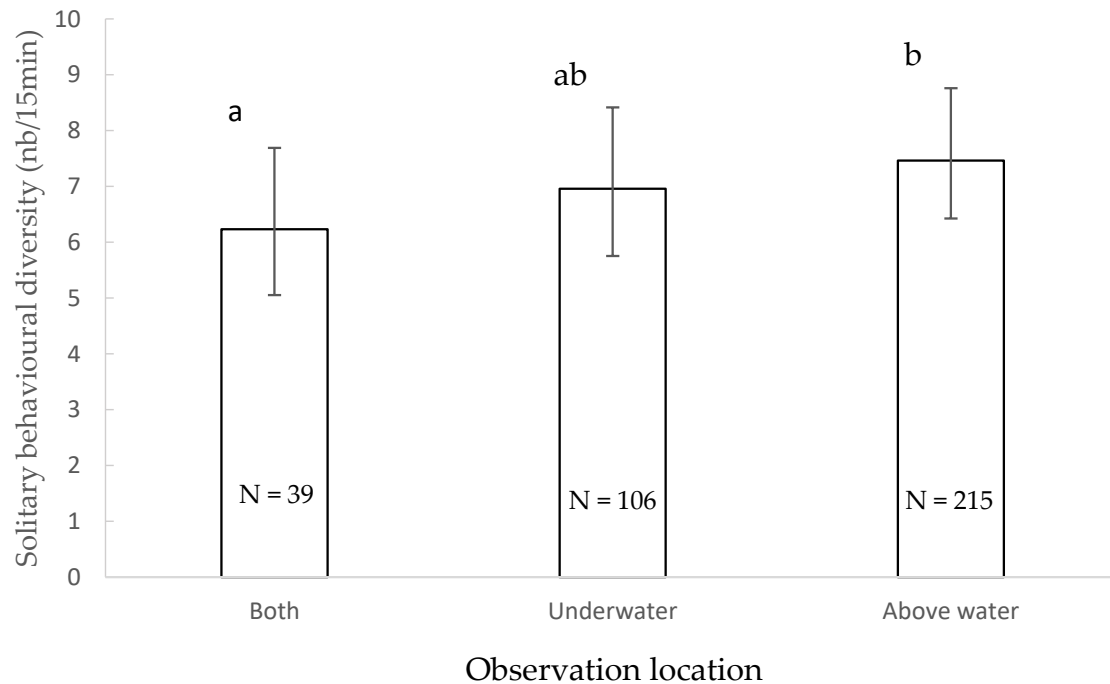 Solitary behavioural diversity (nb/15min)
10
9
8
7
6
5
4
3
2
1
0
a
ab
b
N = 39
N = 106
N = 215
Both
Underwater
Above water
Observation location